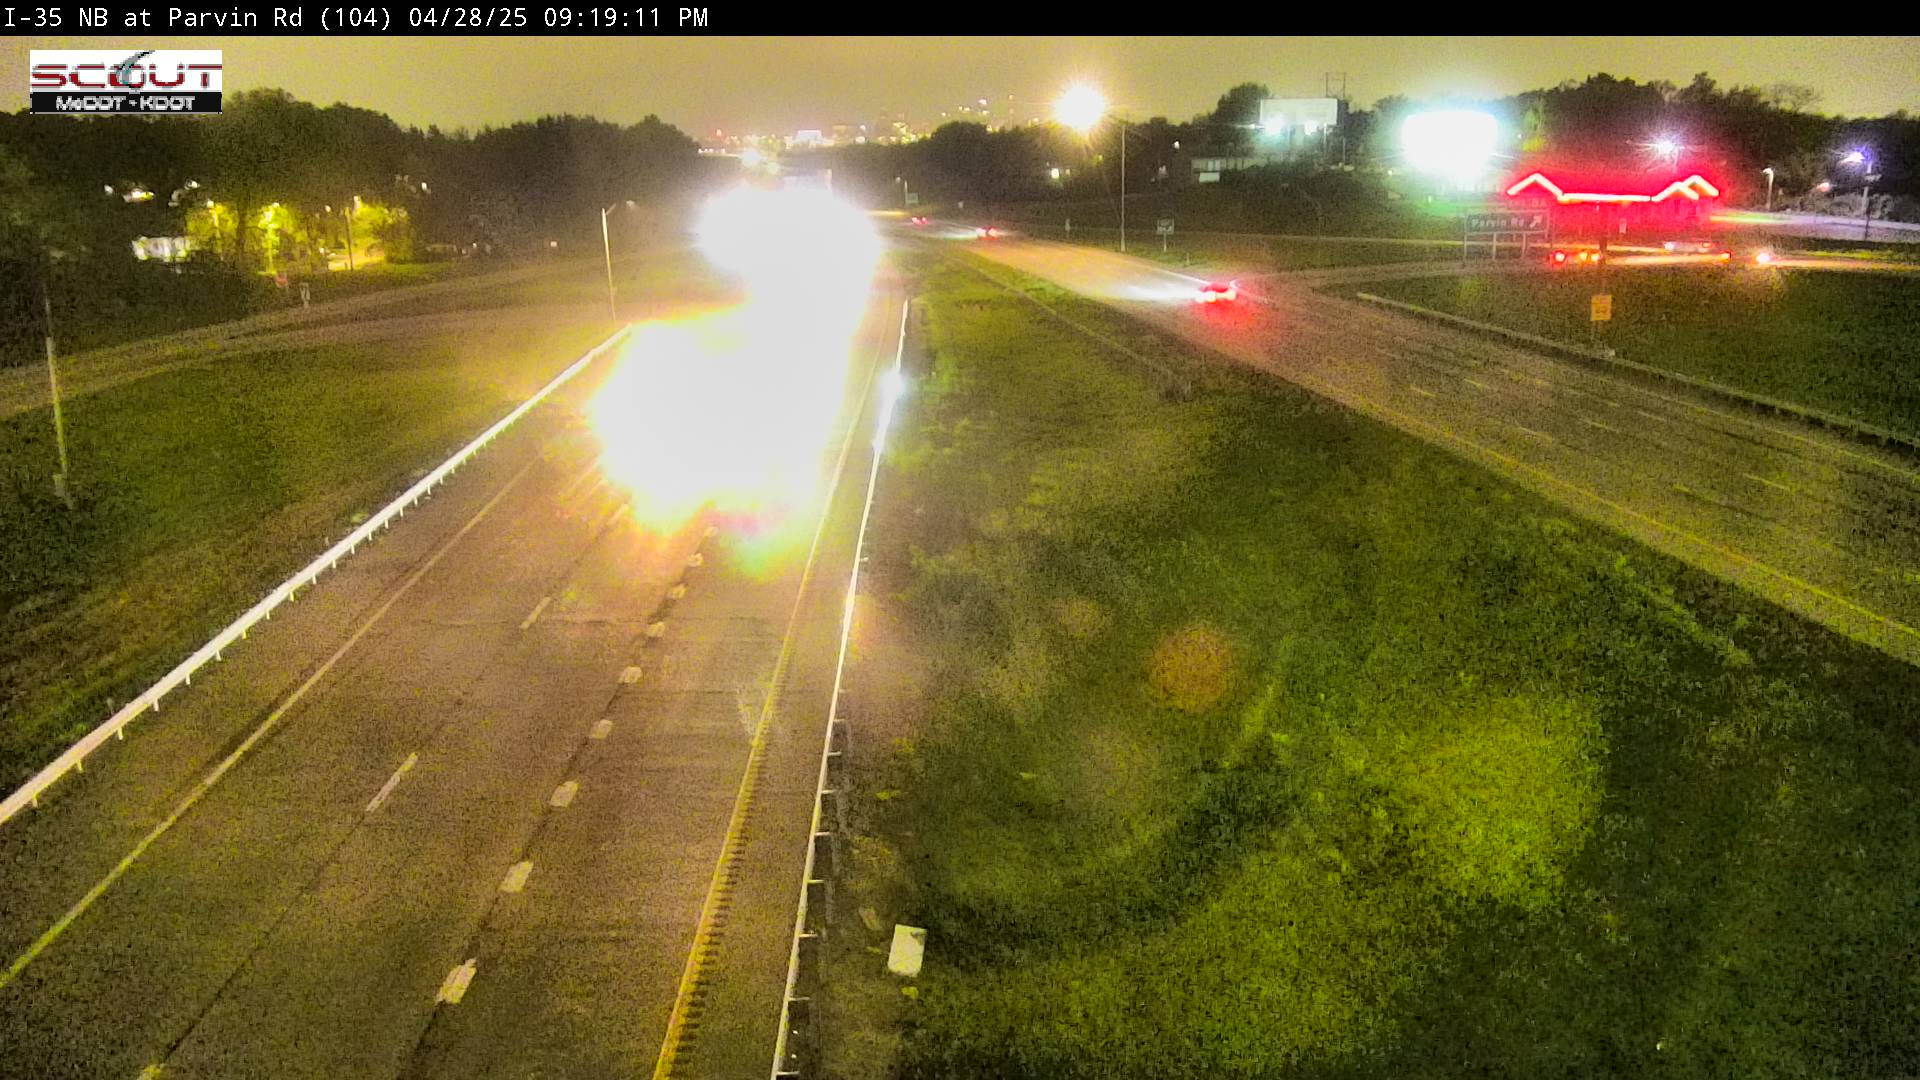 I-35 NB at Parvin Rd (104) 04/28/25 09:19:11 PM
SCOUT
MoDOT - KDOT
Parvin Rd